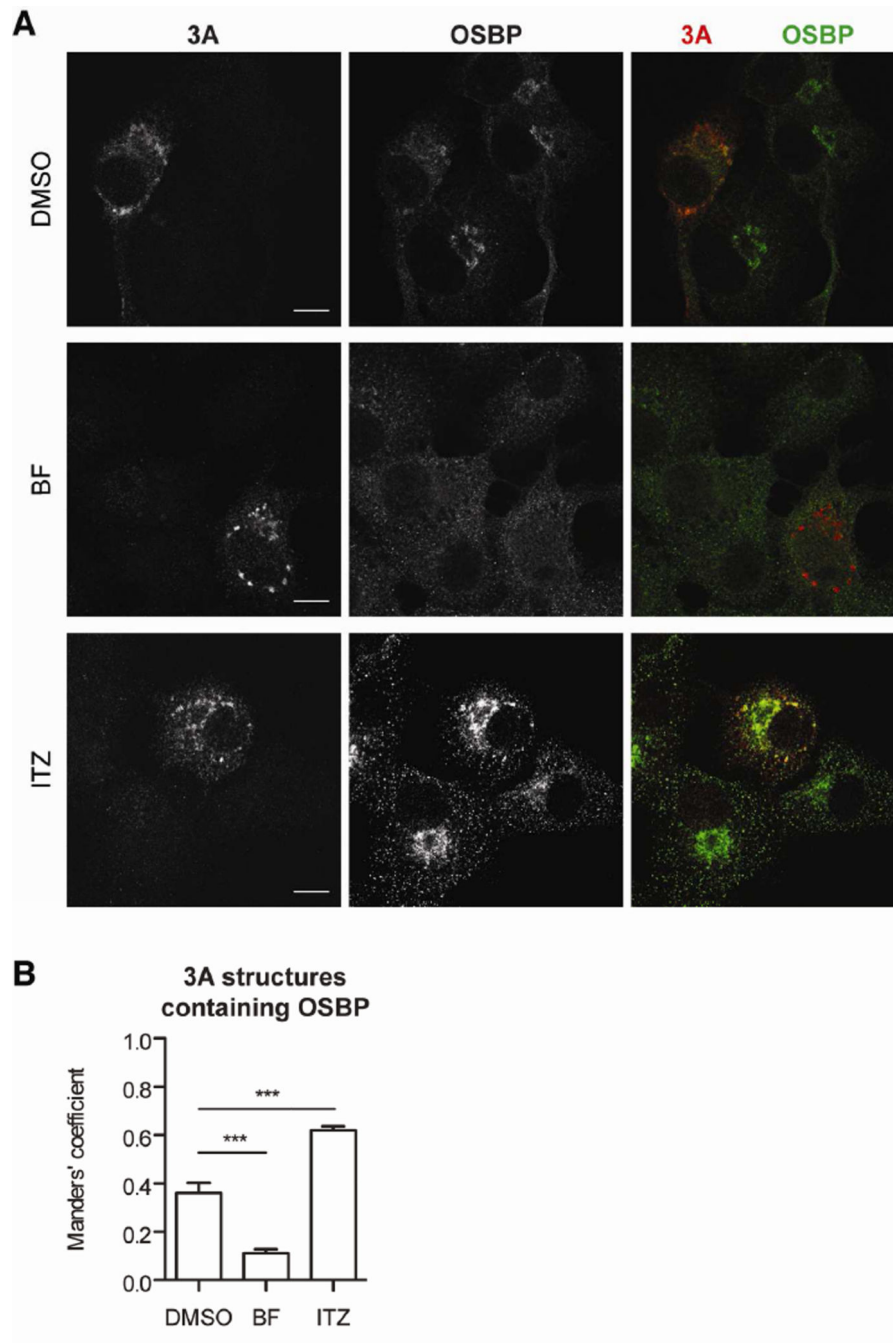 A
3A OSBP 3A OSBP
DMSO
BF
ITZ
B
3A structures
containing OSBP
Manders' coefficient
1.0
0.8
0.6
0.4
0.2
0.0
***
***
DMSO BF ITZ